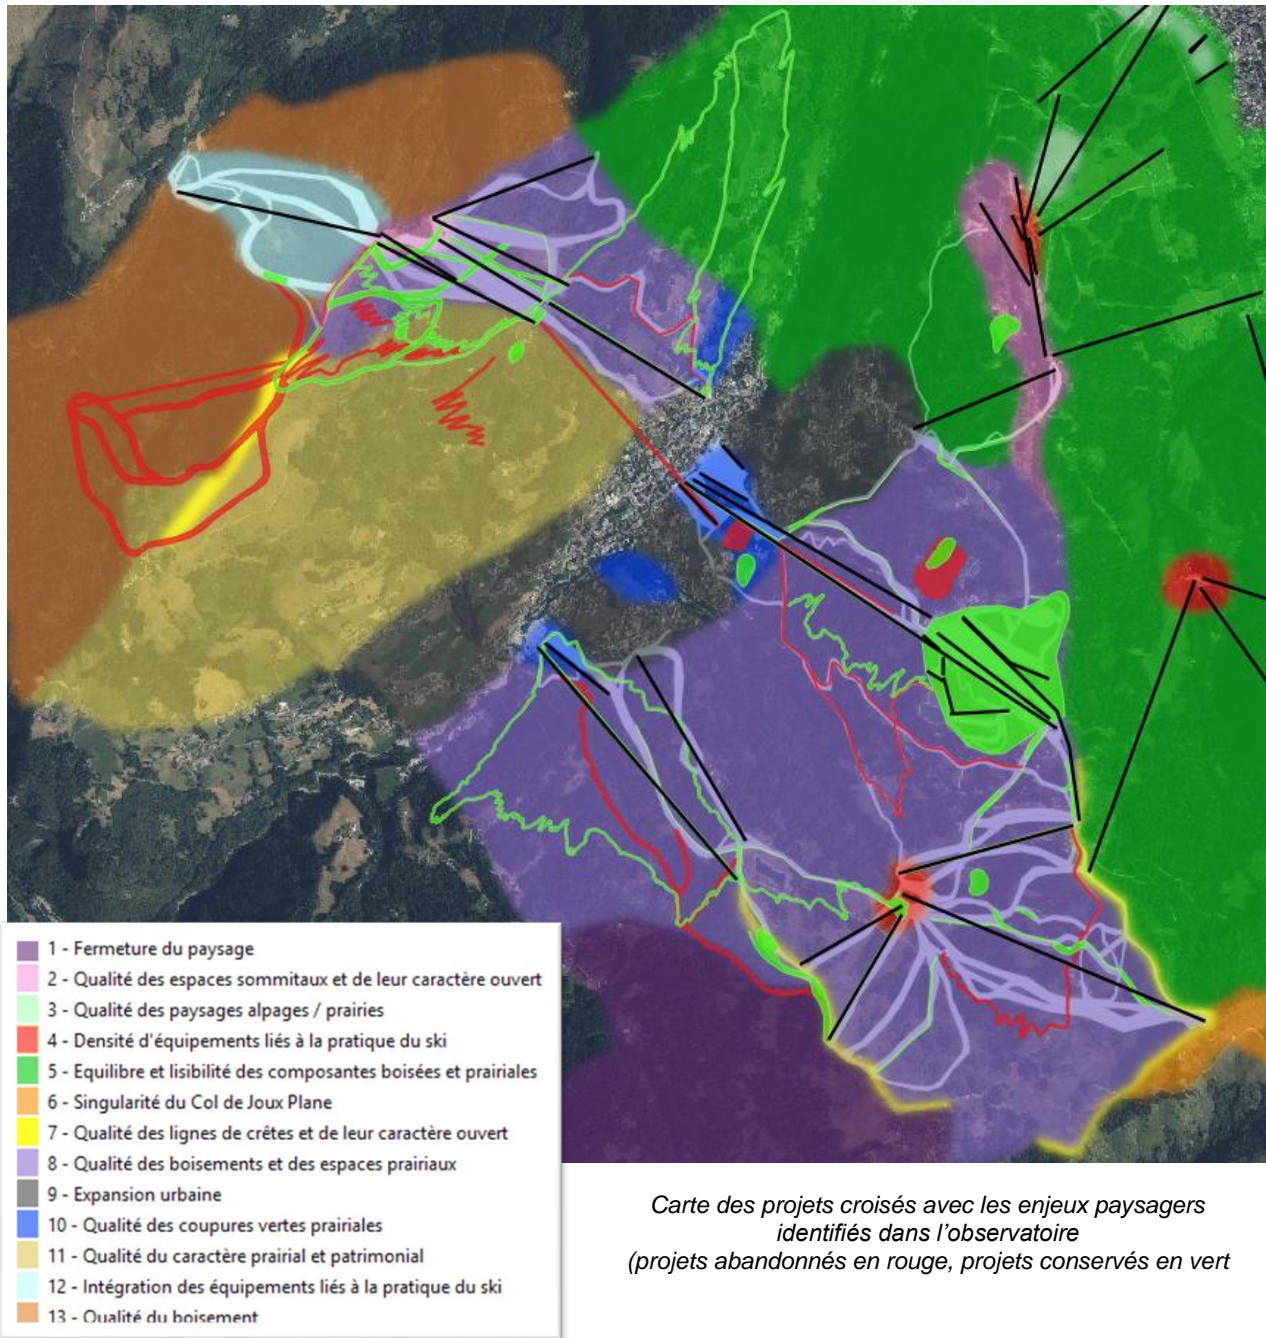 1 - Fermeture du paysage
2 - Qualité des espaces sommitaux et de leur caractère ouvert
3 - Qualité des paysages alpages / prairies
4 - Densité d'équipements liés à la pratique du ski
5 - Equilibre et lisibilité des composantes boisées et prairiales
6 - Singularité du Col de Joux Plane
7 - Qualité des lignes de crêtes et de leur caractère ouvert
8 - Qualité des boisements et des espaces prairiaux
9 - Expansion urbaine
10 - Qualité des coupures vertes prairiales
11 - Qualité du caractère prairial et patrimonial
12 - Intégration des équipements liés à la pratique du ski
13 - Qualité du boisement
Carte des projets croisés avec les enjeux paysagers
identifiés dans l'observatoire
(projets abandonnés en rouge, projets conservés en vert